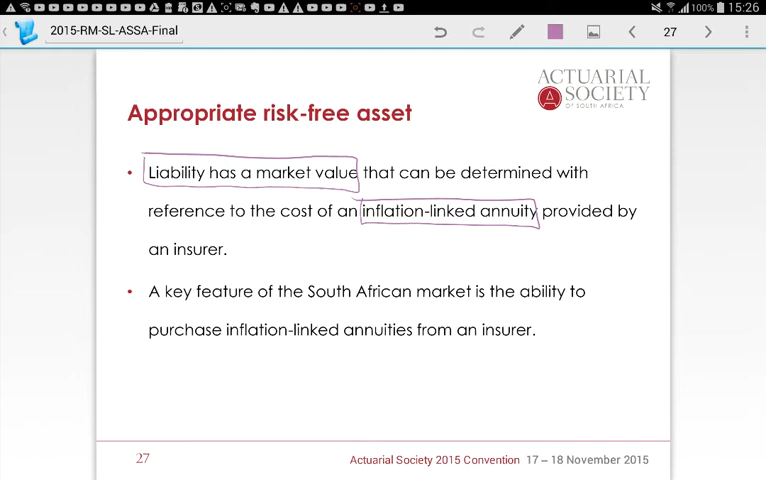 100% 15:26
2015-RM-SL-ASSA-Final
27
ACTUARIAL
SOCIETY
OF SOUTH AFRICA
Appropriate risk-free asset
• Liability has a market value that can be determined with
reference to the cost of an inflation-linked annuity provided by
an insurer.
• A key feature of the South African market is the ability to
purchase inflation-linked annuities from an insurer.
27 Actuarial Society 2015 Convention 17 – 18 November 2015